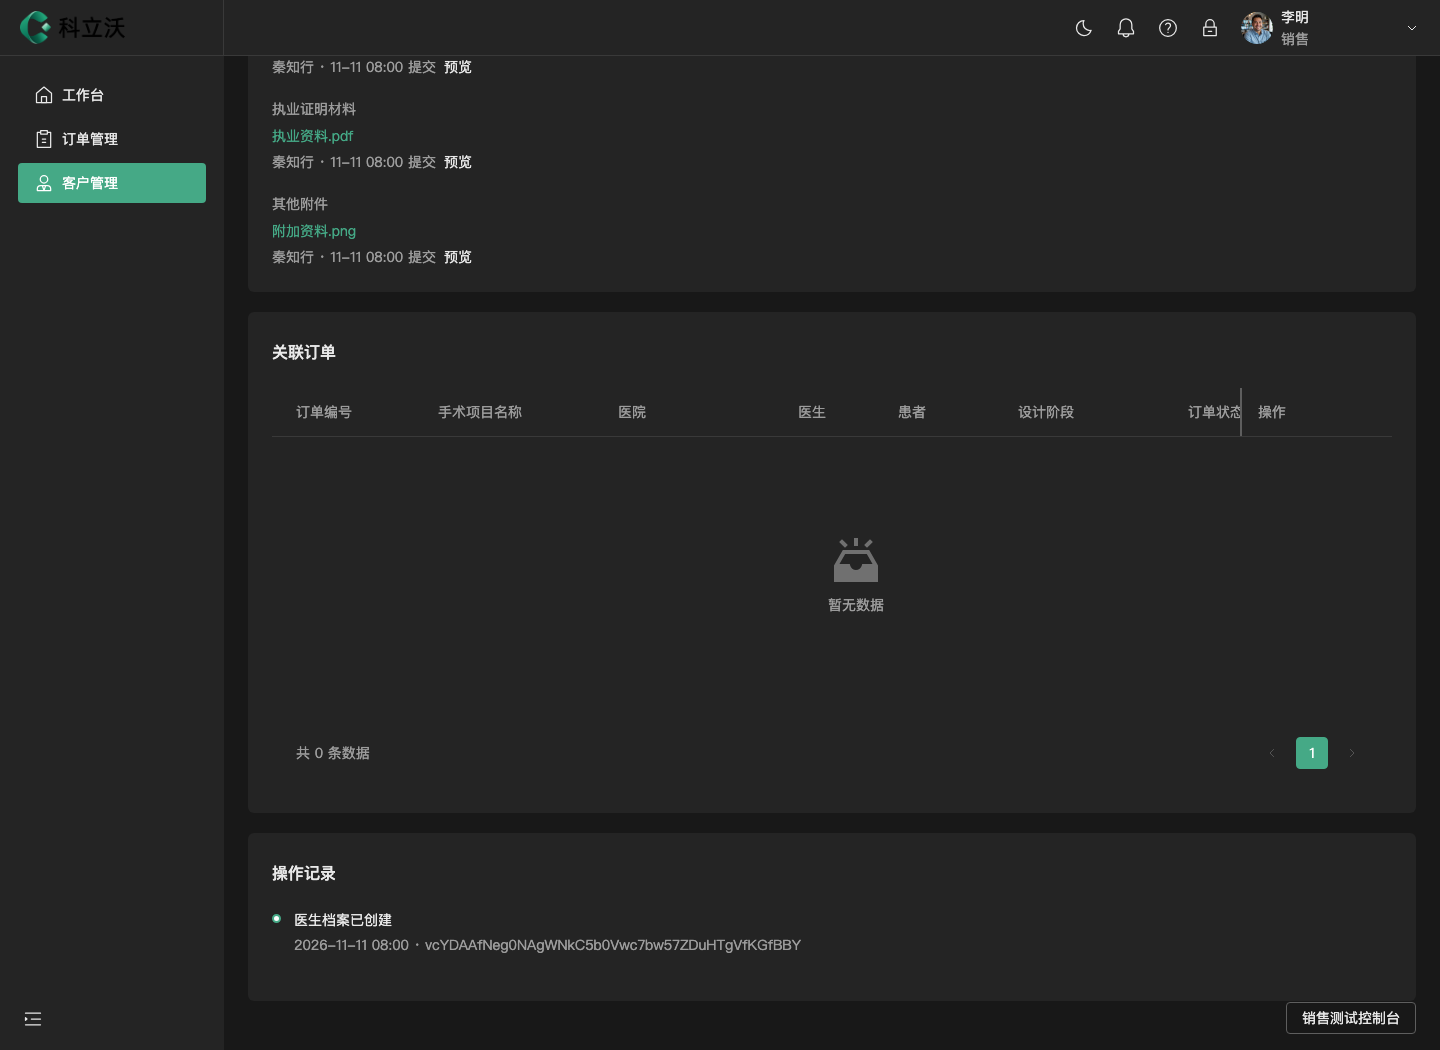 科立沃
李明
销售
工作台
订单管理
客户管理
秦知行 · 11-11 08:00 提交 预览
执业证明材料
执业资料.pdf
秦知行 · 11-11 08:00 提交 预览
其他附件
附加资料.png
秦知行 · 11-11 08:00 提交 预览
关联订单
订单编号 手术项目名称 医院 医生 患者 设计阶段 订单状态 操作
暂无数据
共 0 条数据
1
操作记录
医生档案已创建
2026-11-11 08:00 · vcYDAAfNeg0NAgWNkC5b0Vwc7bw57ZDuHTgVfKGfBBY
销售测试控制台